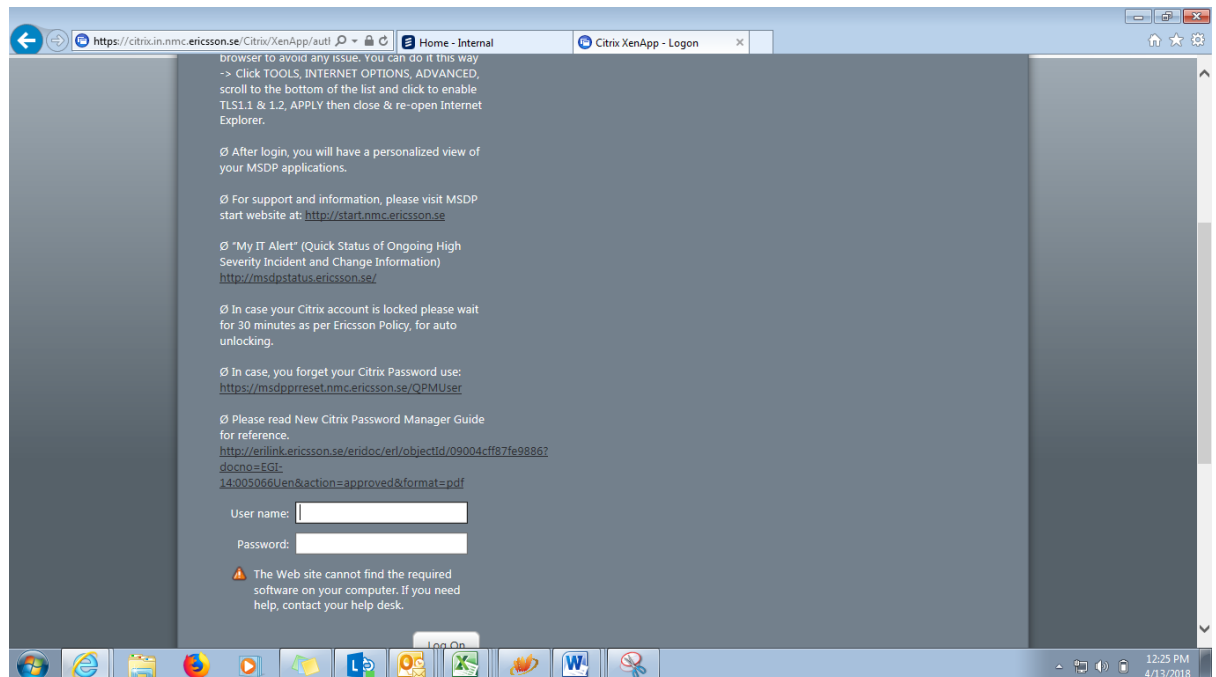 https://citrix.in.nmc.ericsson.se/Citrix/XenApp/auth
Home - Internal
Citrix XenApp - Logon
browser to avoid any issue. You can do it this way
-> Click TOOLS, INTERNET OPTIONS, ADVANCED,
scroll to the bottom of the list and click to enable
TLS1.1 & 1.2, APPLY then close & re-open Internet
Explorer.
Ø After login, you will have a personalized view of
your MSDP applications.
Ø For support and information, please visit MSDP
start website at: http://start.nmc.ericsson.se
Ø "My IT Alert" (Quick Status of Ongoing High
Severity Incident and Change Information)
http://msdpstatus.ericsson.se/
Ø In case your Citrix account is locked please wait
for 30 minutes as per Ericsson Policy, for auto
unlocking.
Ø In case, you forget your Citrix Password use:
https://msdpprreset.nmc.ericsson.se/QPMUser
Ø Please read New Citrix Password Manager Guide
for reference.
http://erilink.ericsson.se/eridoc/erl/objectId/09004cff87fe9886?
docno=EGI-
14:005066Uen&action=approved&format=pdf
User name:
Password:
The Web site cannot find the required
software on your computer. If you need
help, contact your help desk.
Log On
12:25 PM
4/13/2018